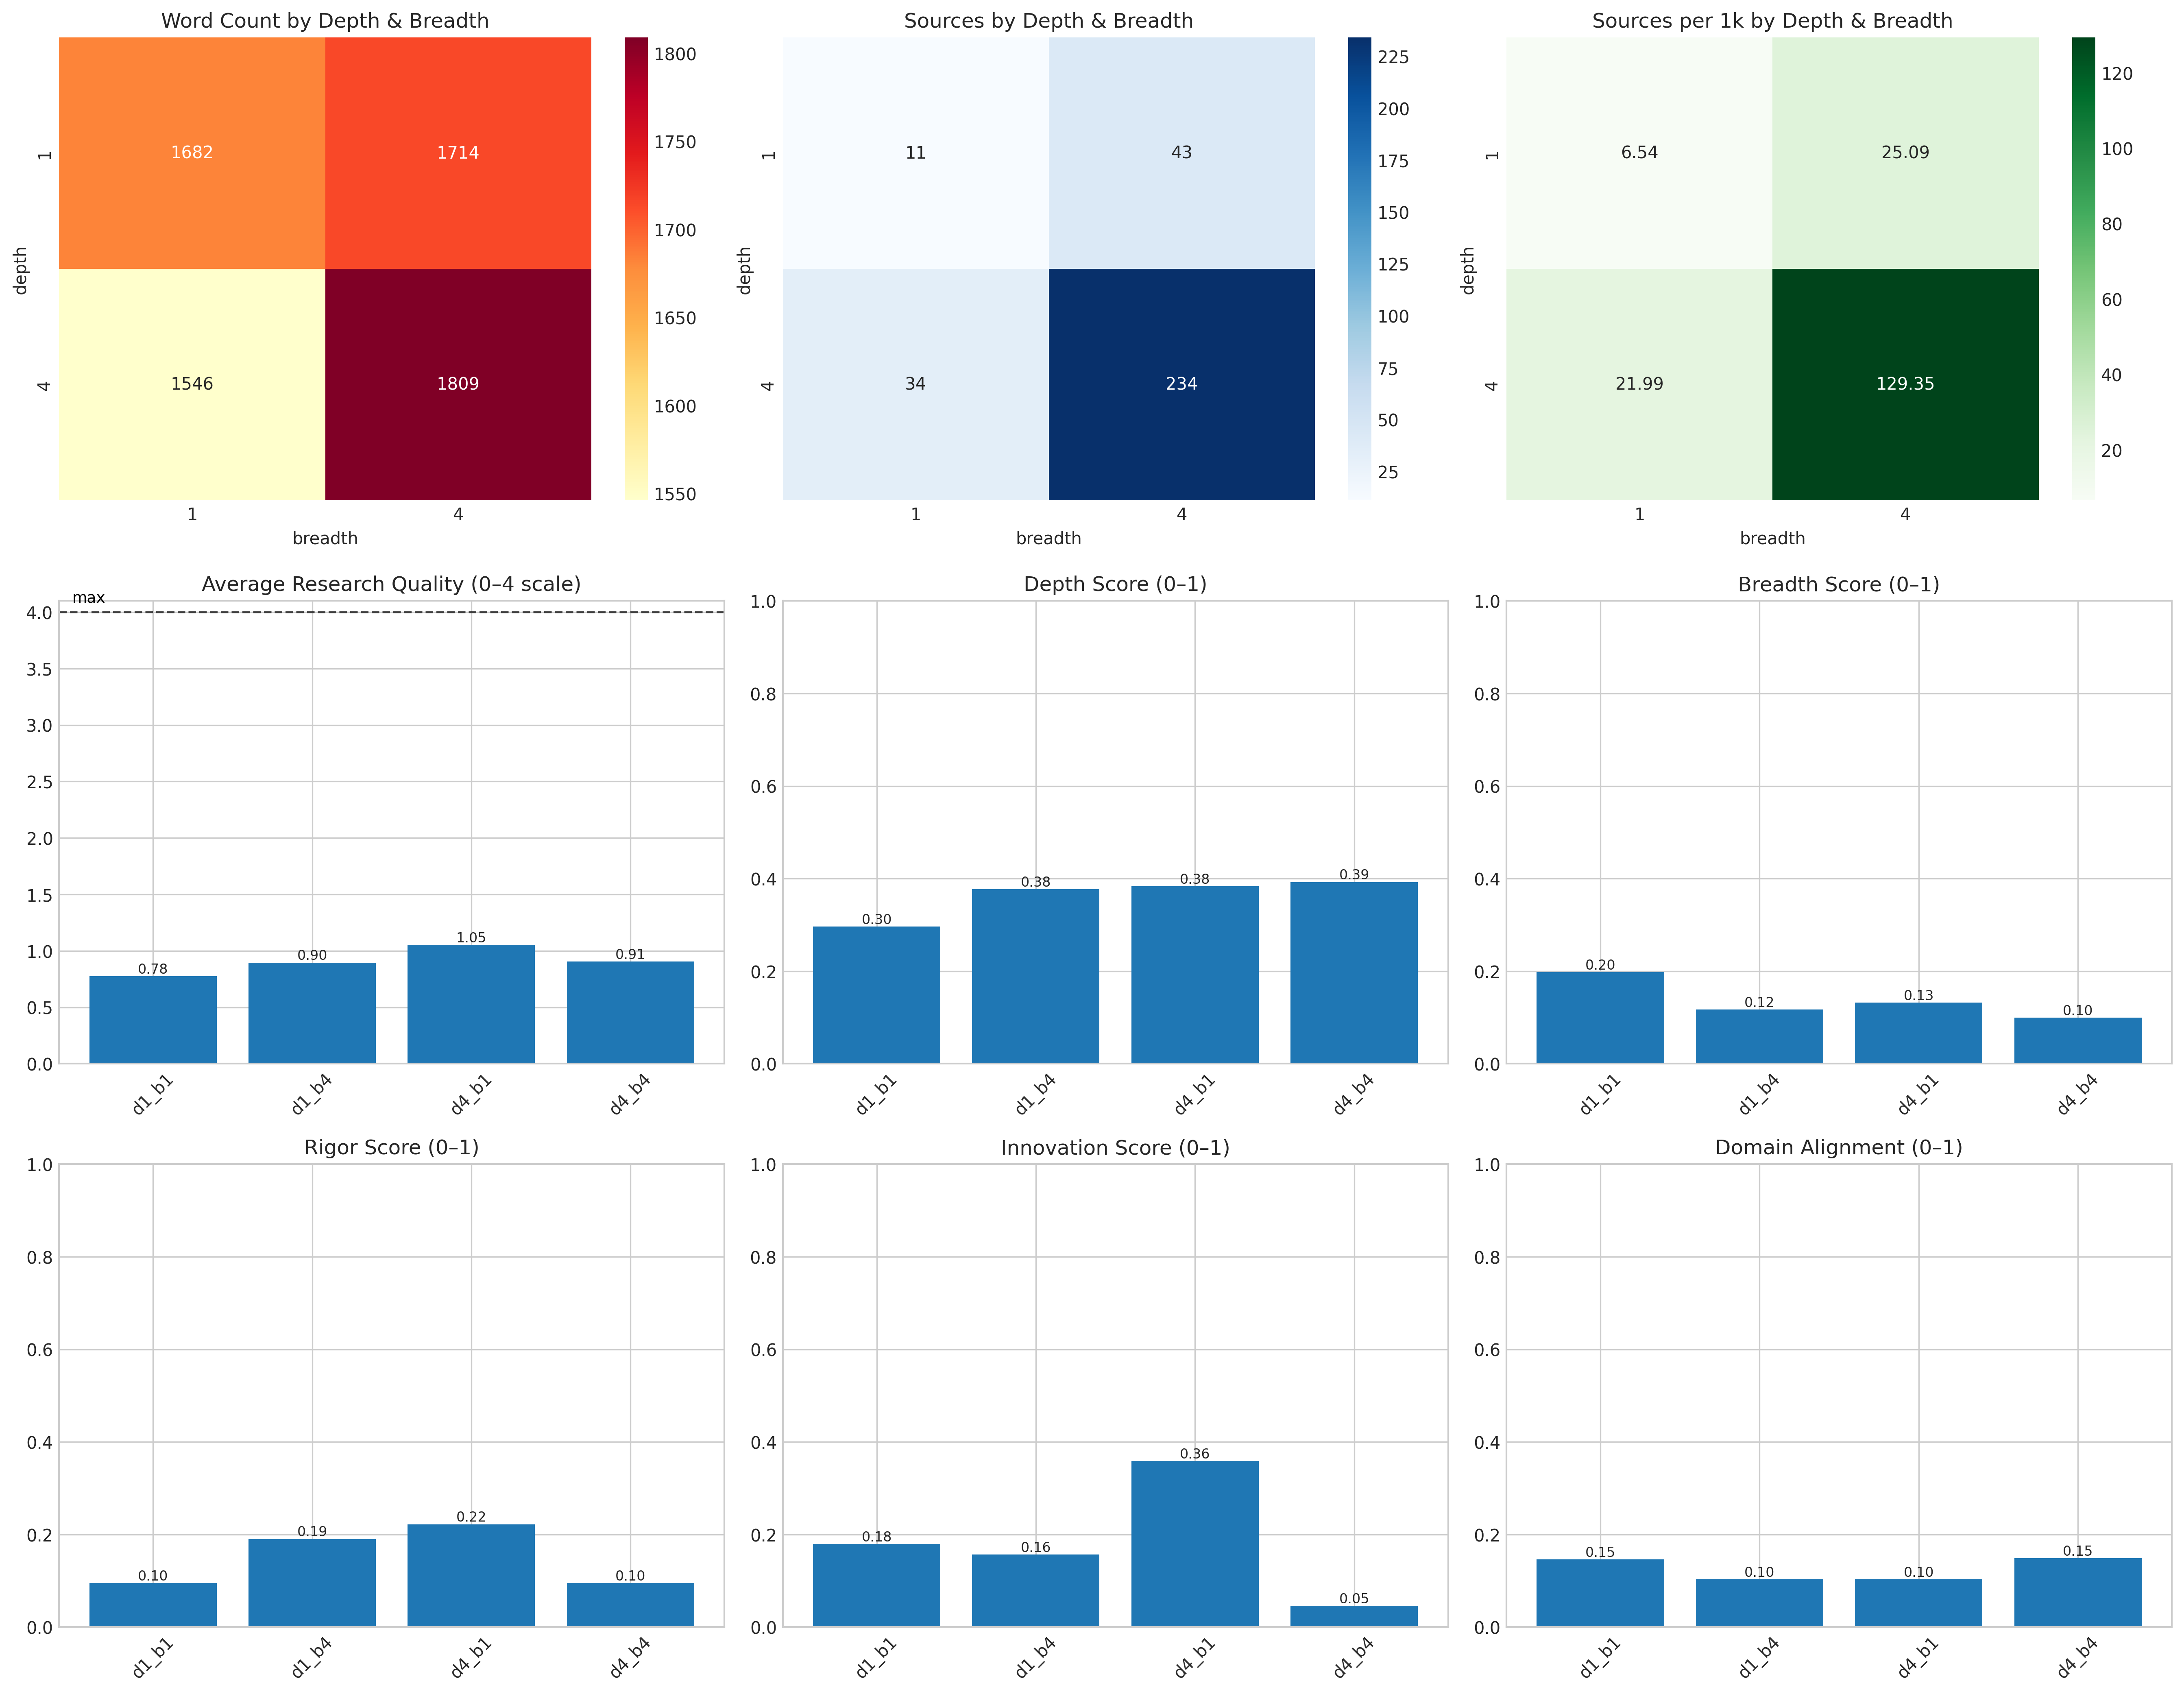 Word Count by Depth & Breadth
1682 1714
1546 1809
1
4
depth
1 4
breadth
1800
1750
1700
1650
1600
1550
Sources by Depth & Breadth
11 43
34 234
1
4
depth
1 4
breadth
225
200
175
150
125
100
75
50
25
Sources per 1k by Depth & Breadth
6.54 25.09
21.99 129.35
1
4
depth
1 4
breadth
120
100
80
60
40
20
Average Research Quality (0–4 scale)
max
4.0
3.5
3.0
2.5
2.0
1.5
1.0
0.5
0.0
0.78 0.90 1.05 0.91
d1_b1 d1_b4 d4_b1 d4_b4
Depth Score (0–1)
1.0
0.8
0.6
0.4
0.2
0.0
0.30 0.38 0.38 0.39
d1_b1 d1_b4 d4_b1 d4_b4
Breadth Score (0–1)
1.0
0.8
0.6
0.4
0.2
0.0
0.20 0.12 0.13 0.10
d1_b1 d1_b4 d4_b1 d4_b4
Rigor Score (0–1)
1.0
0.8
0.6
0.4
0.2
0.0
0.10 0.19 0.22 0.10
d1_b1 d1_b4 d4_b1 d4_b4
Innovation Score (0–1)
1.0
0.8
0.6
0.4
0.2
0.0
0.18 0.16 0.36 0.05
d1_b1 d1_b4 d4_b1 d4_b4
Domain Alignment (0–1)
1.0
0.8
0.6
0.4
0.2
0.0
0.15 0.10 0.10 0.15
d1_b1 d1_b4 d4_b1 d4_b4